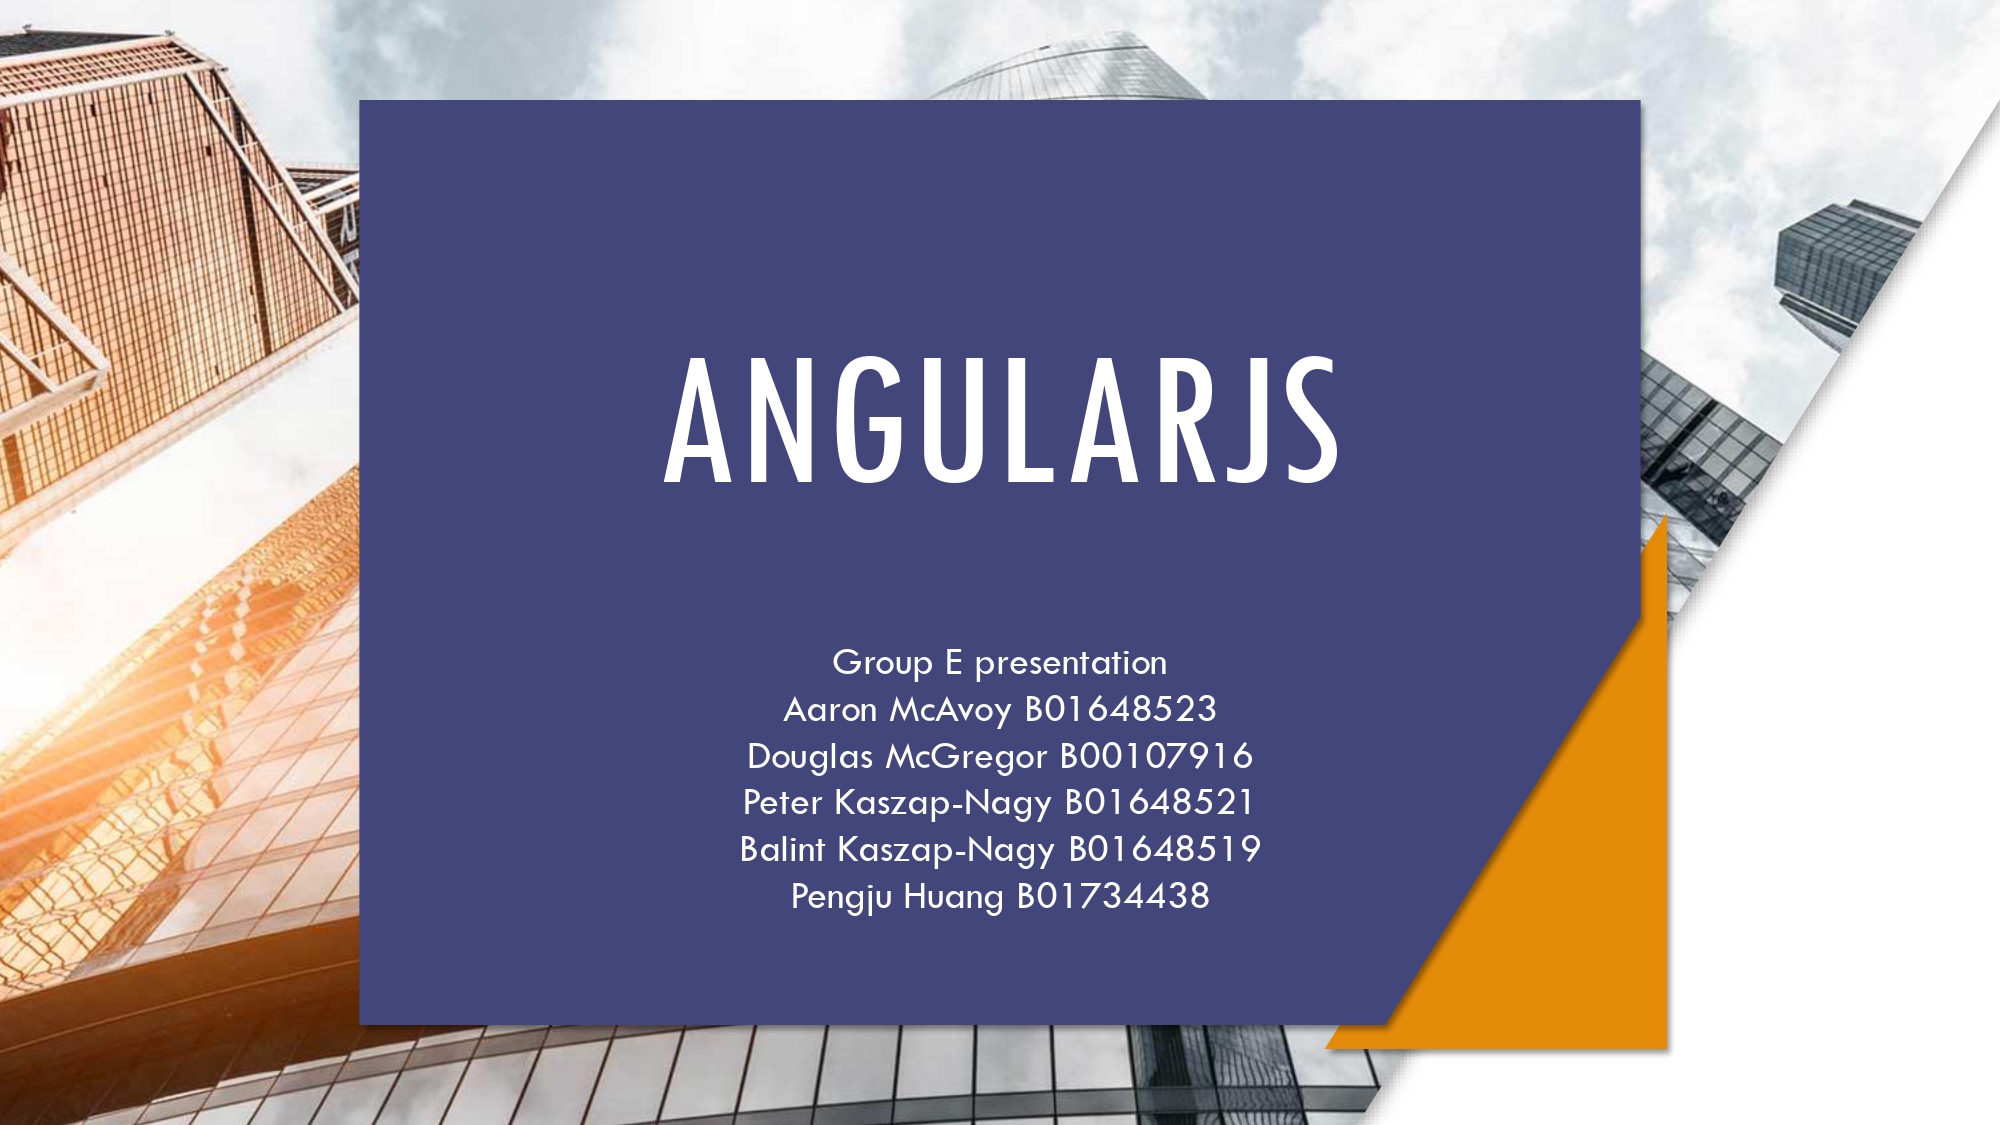 ANGULARJS
Group E presentation
Aaron McAvoy B01648523
Douglas McGregor B00107916
Peter Kaszap-Nagy B01648521
Balint Kaszap-Nagy B01648519
Pengju Huang B01734438